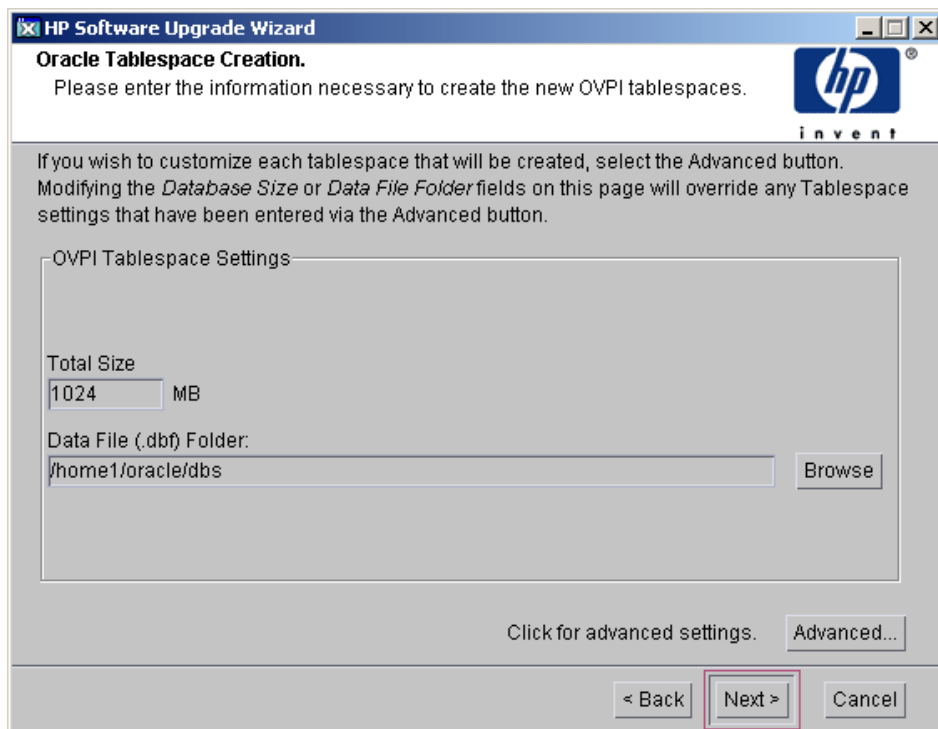 HP Software Upgrade Wizard
Oracle Tablespace Creation.
Please enter the information necessary to create the new OVPI tablespaces.
hp
®
invent
If you wish to customize each tablespace that will be created, select the Advanced button.
Modifying the Database Size or Data File Folder fields on this page will override any Tablespace
settings that have been entered via the Advanced button.
OVPI Tablespace Settings
Total Size
1024 MB
Data File (.dbf) Folder:
/home1/oracle/dbs Browse
Click for advanced settings. Advanced...
< Back Next > Cancel